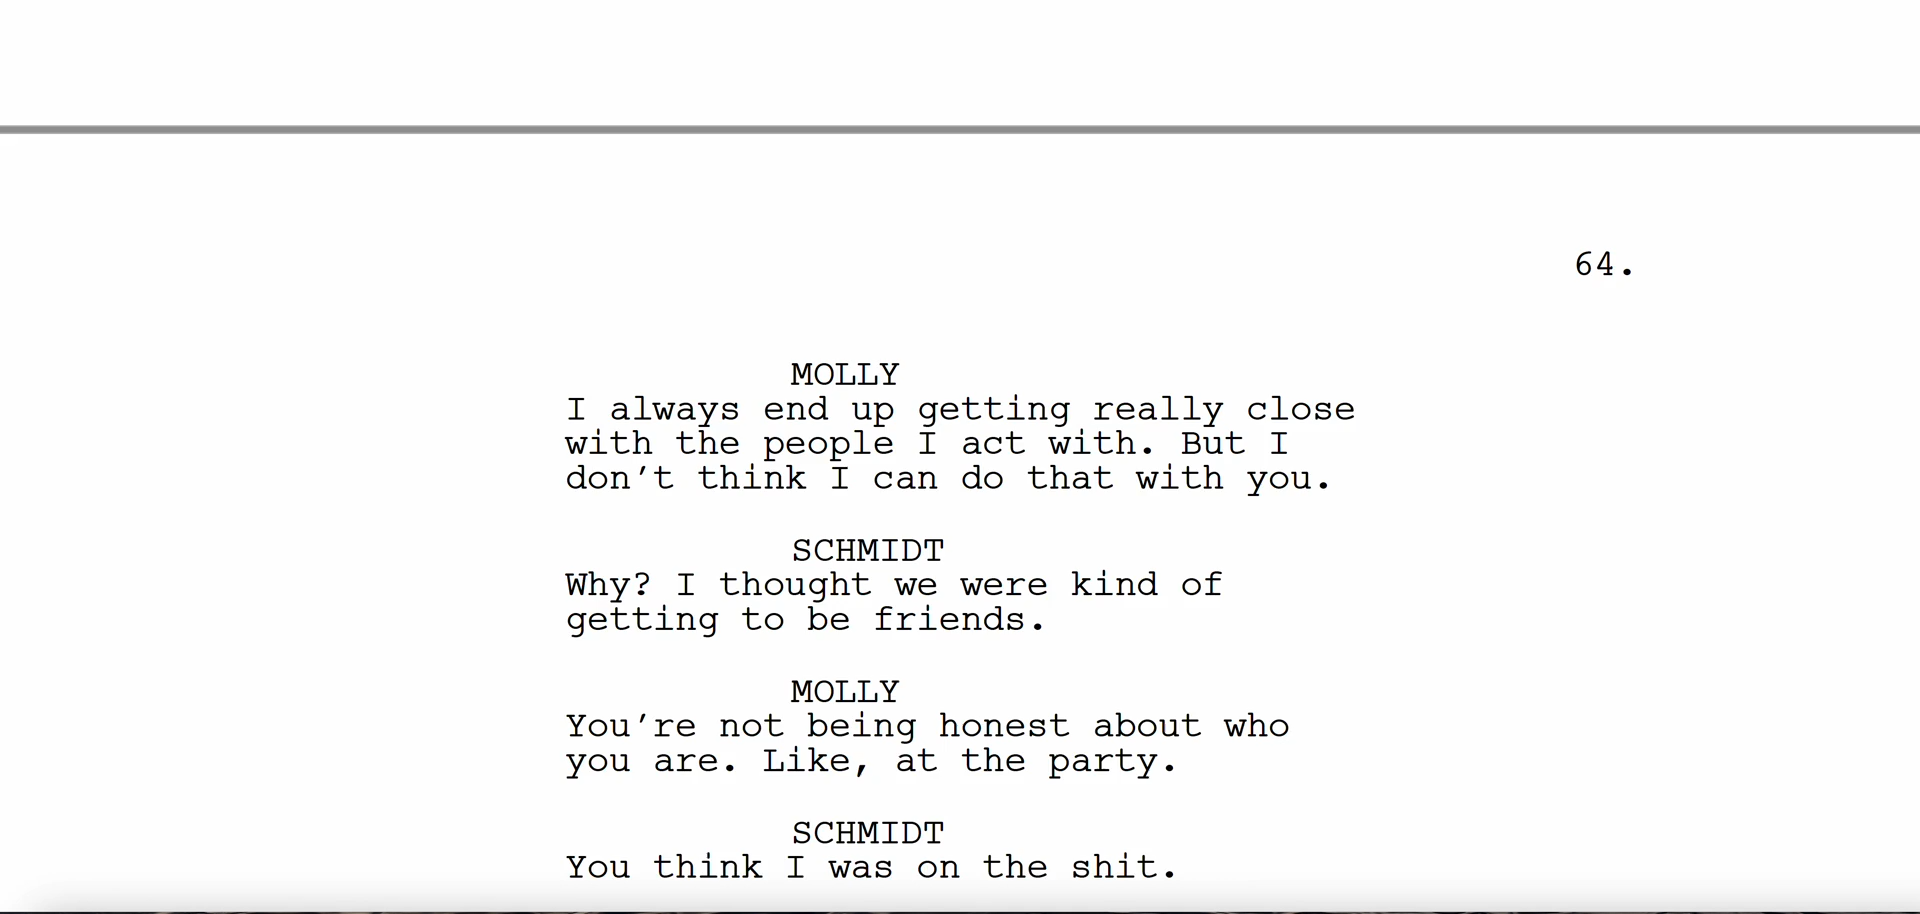 64.
MOLLY
I always end up getting really close
with the people I act with. But I
don't think I can do that with you.
SCHMIDT
Why? I thought we were kind of
getting to be friends.
MOLLY
You're not being honest about who
you are. Like, at the party.
SCHMIDT
You think I was on the shit.